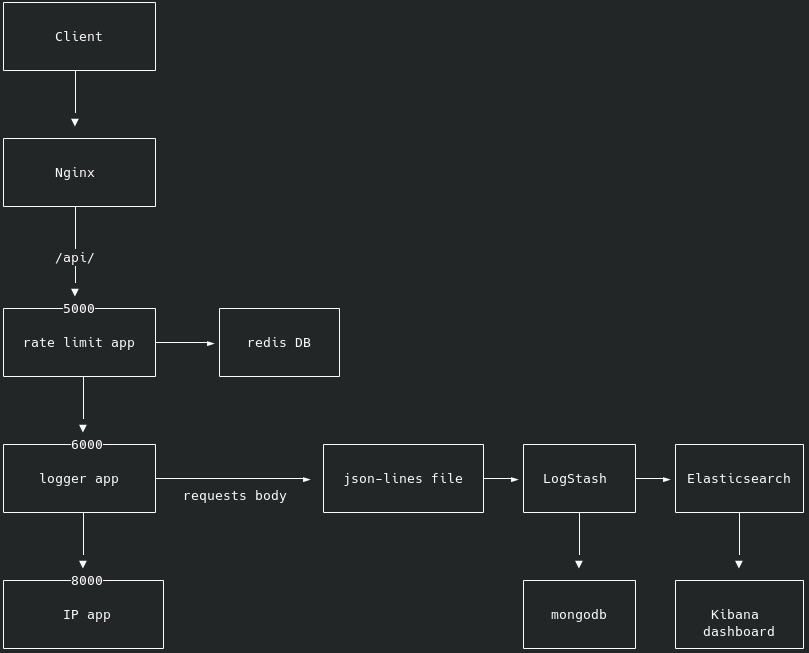 Client
Nginx
/api/
5000
rate limit app
redis DB
6000
logger app
requests body
json-lines file
LogStash
Elasticsearch
8000
IP app
mongodb
Kibana
dashboard